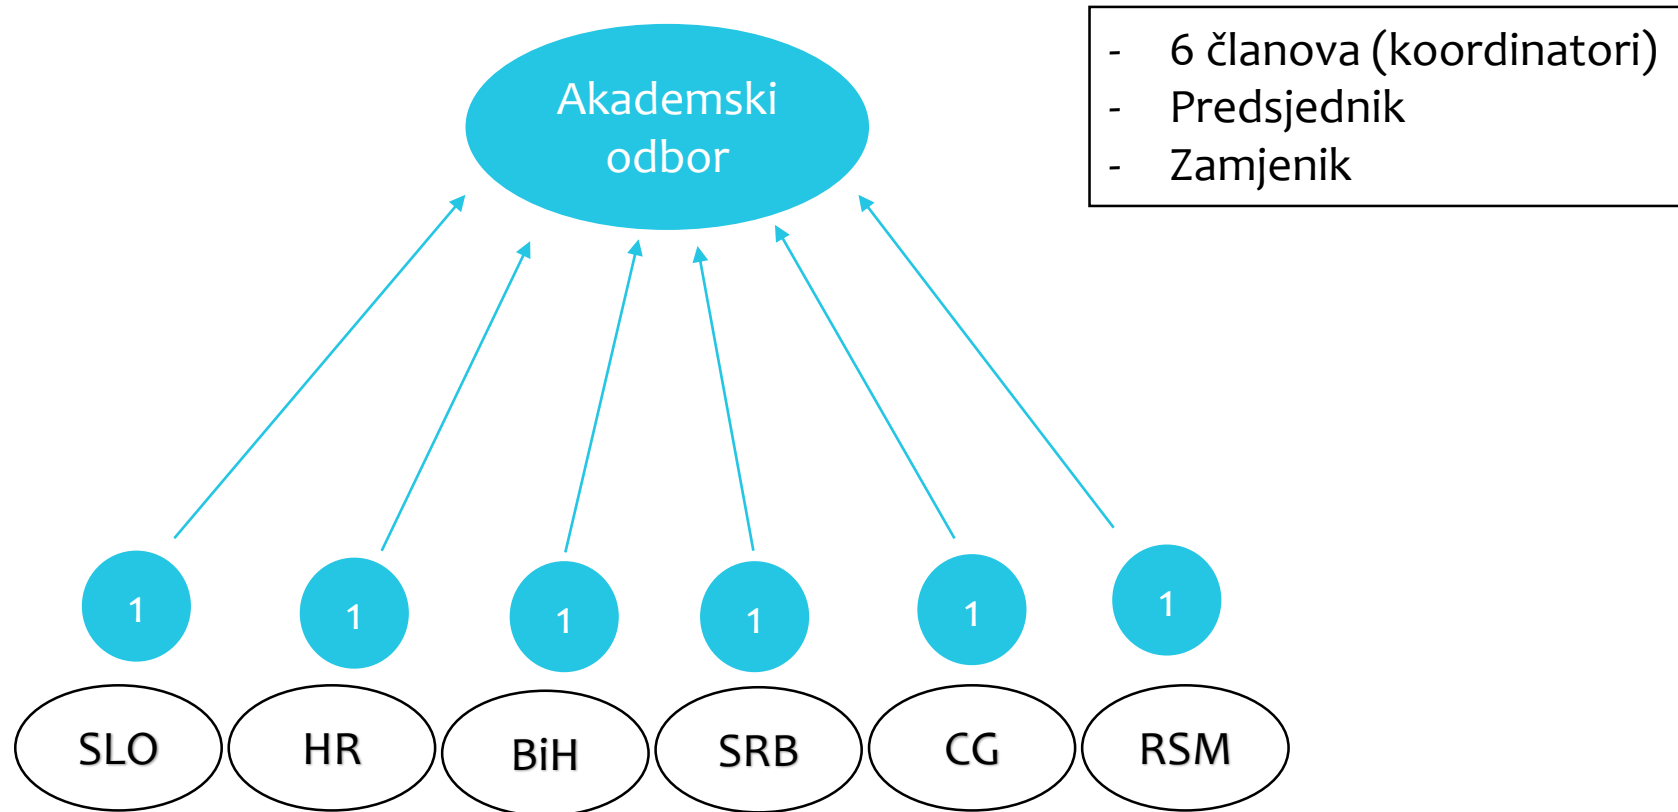 Akademski
odbor
- 6 članova (koordinatori)
- Predsjednik
- Zamjenik
1 1 1 1 1 1
SLO HR BiH SRB CG RSM